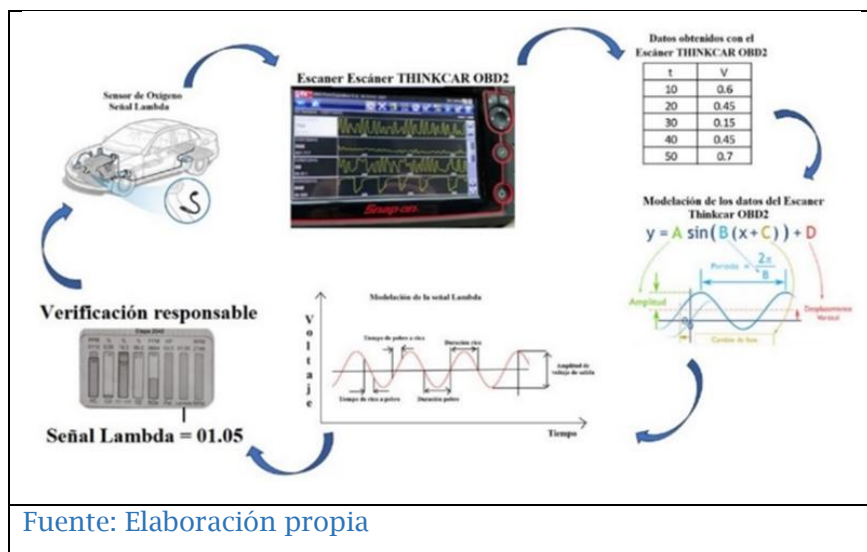 Sensor de Oxígeno
Señal Lambda
Escaner Escáner THINKCAR OBD2
Snap-on
Datos obtenidos con el
Escáner THINKCAR OBD2
t V
10 0.6
20 0.45
30 0.15
40 0.45
50 0.7
Modelación de los datos del Escaner
Thinkcar OBD2
y = A sin(B(x+C)) + D
Periodo = 2π
B
Amplitud
Desplazamiento
Vertical
Cambio de fase
Modelación de la señal Lambda
Voltaje
Tiempo de pobre a rico
Duración rico
Amplitud de
voltaje de salida
Tiempo de rico a pobre
Duración pobre
Tiempo
Verificación responsable
Señal Lambda = 01.05
Fuente: Elaboración propia